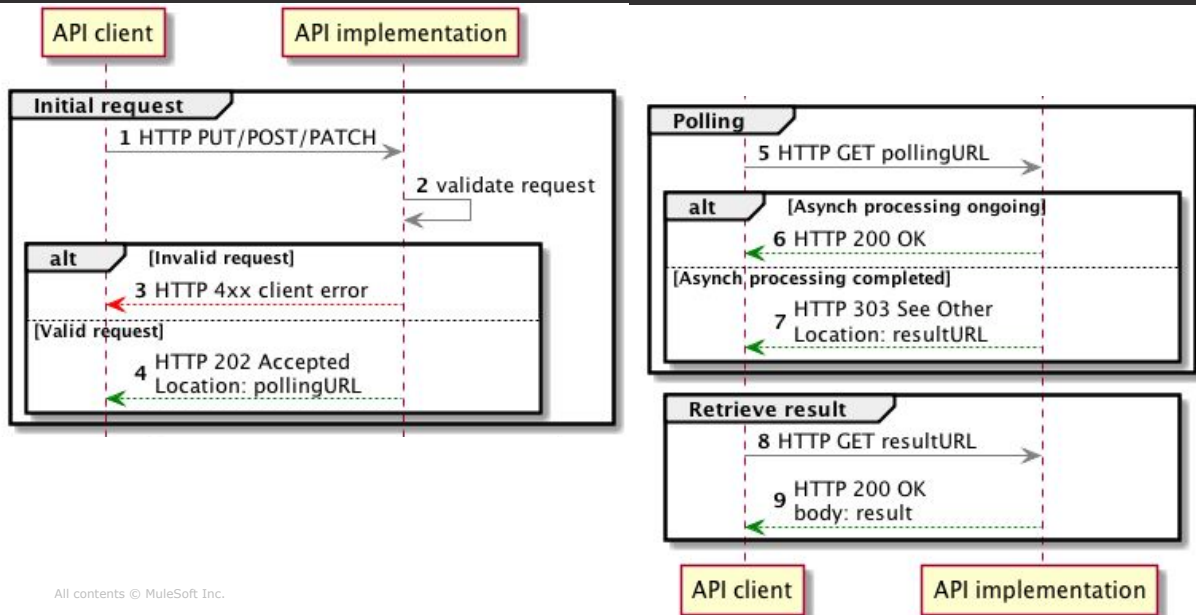 API client
API implementation
Initial request
1 HTTP PUT/POST/PATCH
2 validate request
alt [Invalid request]
3 HTTP 4xx client error
[Valid request]
4 HTTP 202 Accepted
Location: pollingURL
Polling
5 HTTP GET pollingURL
alt [Asynch processing ongoing]
6 HTTP 200 OK
[Asynch processing completed]
7 HTTP 303 See Other
Location: resultURL
Retrieve result
8 HTTP GET resultURL
9 HTTP 200 OK
body: result
API client
API implementation
All contents © MuleSoft Inc.